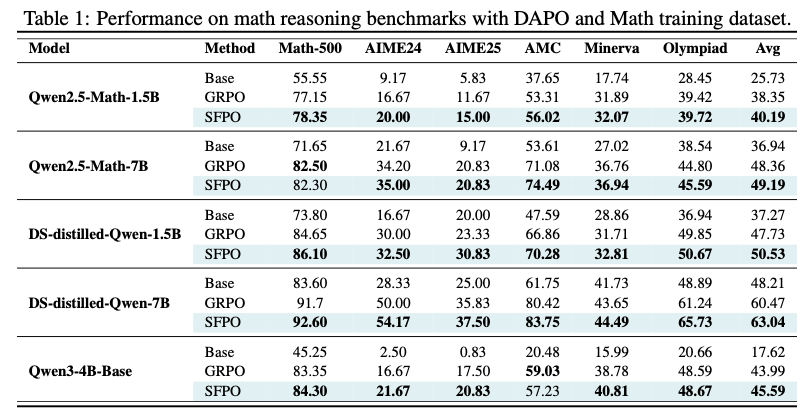 Table 1: Performance on math reasoning benchmarks with DAPO and Math training dataset.
Model Method Math-500 AIME24 AIME25 AMC Minerva Olympiad Avg
Base 55.55 9.17 5.83 37.65 17.74 28.45 25.73
Qwen2.5-Math-1.5B GRPO 77.15 16.67 11.67 53.31 31.89 39.42 38.35
SFPO 78.35 20.00 15.00 56.02 32.07 39.72 40.19
Base 71.65 21.67 9.17 53.61 27.02 38.54 36.94
Qwen2.5-Math-7B GRPO 82.50 34.20 20.83 71.08 36.76 44.80 48.36
SFPO 82.30 35.00 20.83 74.49 36.94 45.59 49.19
Base 73.80 16.67 20.00 47.59 28.86 36.94 37.27
DS-distilled-Qwen-1.5B GRPO 84.65 30.00 23.33 66.86 31.71 49.85 47.73
SFPO 86.10 32.50 30.83 70.28 32.81 50.67 50.53
Base 83.60 28.33 25.00 61.75 41.73 48.89 48.21
DS-distilled-Qwen-7B GRPO 91.7 50.00 35.83 80.42 43.65 61.24 60.47
SFPO 92.60 54.17 37.50 83.75 44.49 65.73 63.04
Base 45.25 2.50 0.83 20.48 15.99 20.66 17.62
Qwen3-4B-Base GRPO 83.35 16.67 17.50 59.03 38.78 48.59 43.99
SFPO 84.30 21.67 20.83 57.23 40.81 48.67 45.59